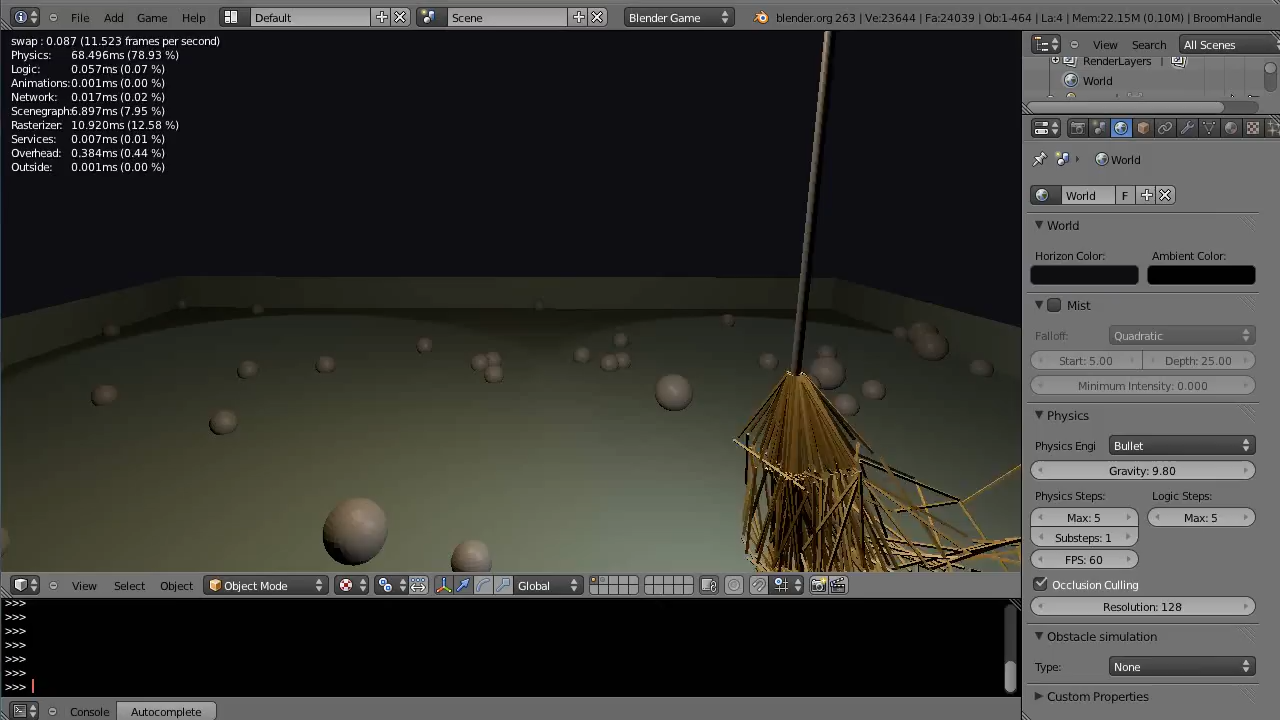 File Add Game Help Default Scene Blender Game blender.org 263 | Ve:23644 | Fa:24039 | Ob:1-464 | La:4 | Mem:22.15M (0.10M) | BroomHandle
swap : 0.087 (11.523 frames per second)
Physics: 68.496ms (78.93 %)
Logic: 0.057ms (0.07 %)
Animations: 0.001ms (0.00 %)
Network: 0.017ms (0.02 %)
Scenegraph: 6.897ms (7.95 %)
Rasterizer: 10.920ms (12.58 %)
Services: 0.007ms (0.01 %)
Overhead: 0.384ms (0.44 %)
Outside: 0.001ms (0.00 %)
View Search All Scenes
RenderLayers |
World
World
World F
World
Horizon Color: Ambient Color:
Mist
Falloff: Quadratic
Start: 5.00 Depth: 25.00
Minimum Intensity: 0.000
Physics
Physics Engi Bullet
Gravity: 9.80
Physics Steps: Logic Steps:
Max: 5 Max: 5
Substeps: 1
FPS: 60
Occlusion Culling
Resolution: 128
Obstacle simulation
Type: None
Custom Properties
View Select Object Object Mode Global
>>>
>>>
>>>
>>>
>>>
>>>
>>>
Console Autocomplete